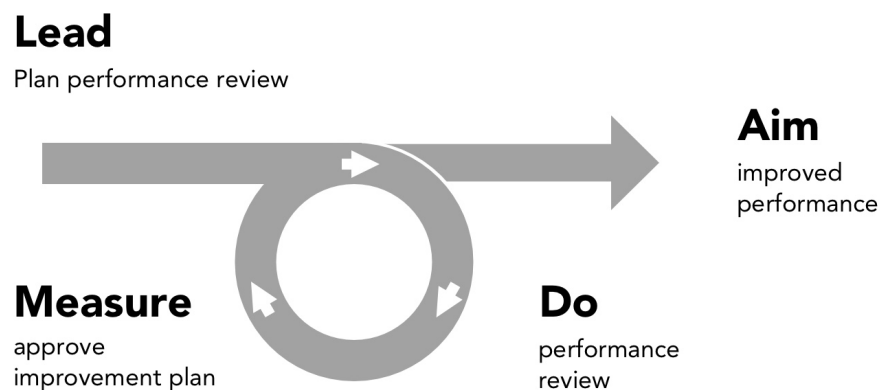 Lead
Plan performance review
Aim
improved
performance
Measure
approve
improvement plan
Do
performance
review